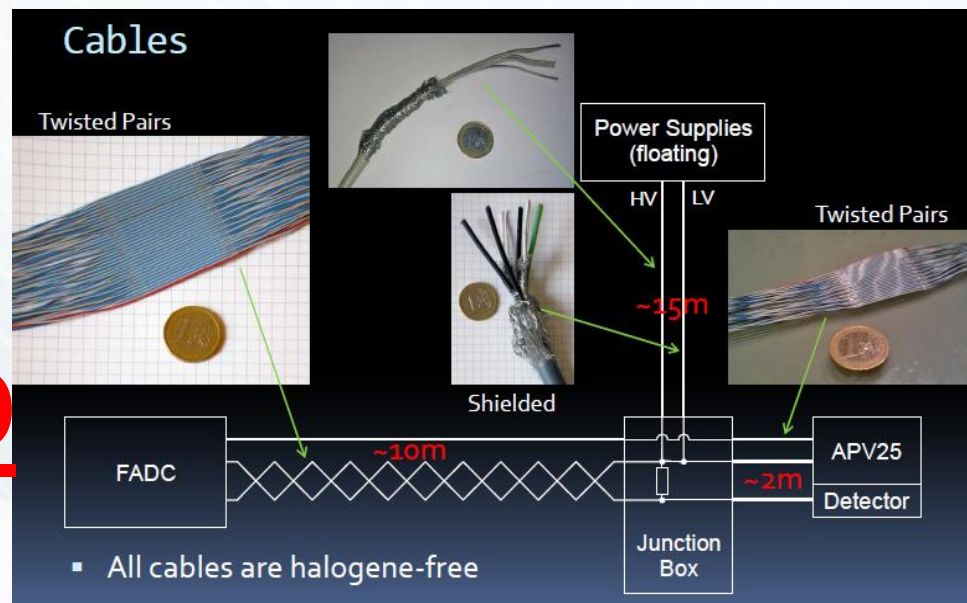 Cables
Twisted Pairs
Power Supplies
(floating)
HV
LV
Twisted Pairs
~15m
Shielded
FADC
~10m
APV25
~2m
Detector
Junction
Box
▪ All cables are halogene-free